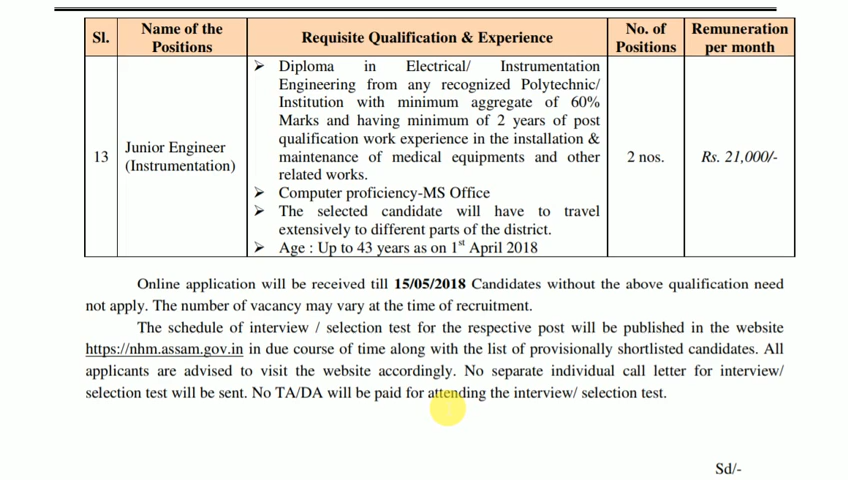 Sl.
Name of the
Positions
Requisite Qualification & Experience
No. of
Positions
Remuneration
per month
13
Junior Engineer
(Instrumentation)
➢ Diploma in Electrical/ Instrumentation
Engineering from any recognized Polytechnic/
Institution with minimum aggregate of 60%
Marks and having minimum of 2 years of post
qualification work experience in the installation &
maintenance of medical equipments and other
related works.
➢ Computer proficiency-MS Office
➢ The selected candidate will have to travel
extensively to different parts of the district.
➢ Age : Up to 43 years as on 1st April 2018
2 nos.
Rs. 21,000/-
Online application will be received till 15/05/2018 Candidates without the above qualification need
not apply. The number of vacancy may vary at the time of recruitment.
The schedule of interview / selection test for the respective post will be published in the website
https://nhm.assam.gov.in in due course of time along with the list of provisionally shortlisted candidates. All
applicants are advised to visit the website accordingly. No separate individual call letter for interview/
selection test will be sent. No TA/DA will be paid for attending the interview/ selection test.
Sd/-